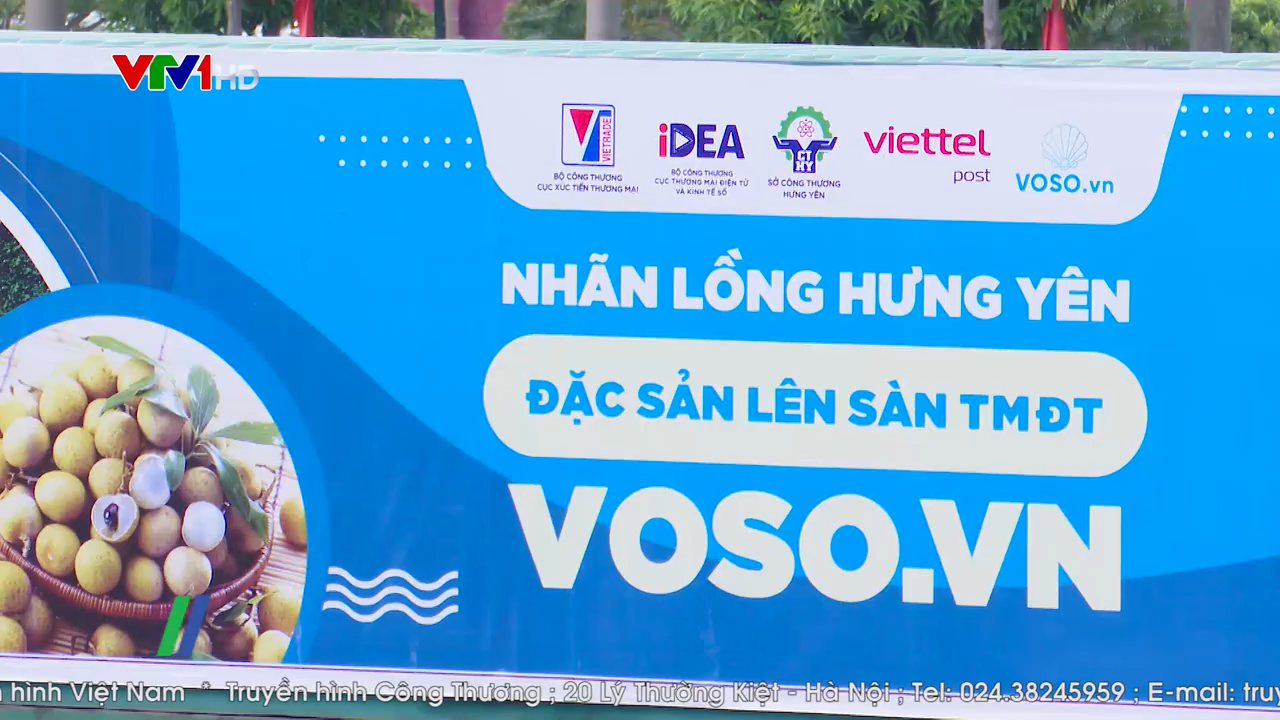 VTV1 HD
VIETRADE
BỘ CÔNG THƯƠNG
CỤC XÚC TIẾN THƯƠNG MẠI
iDEA
BỘ CÔNG THƯƠNG
CỤC THƯƠNG MẠI ĐIỆN TỬ
VÀ KINH TẾ SỐ
CT
HY
SỞ CÔNG THƯƠNG
HƯNG YÊN
viettel
post
VOSO.vn
NHÃN LỒNG HƯNG YÊN
ĐẶC SẢN LÊN SÀN TMĐT
VOSO.VN
hình Việt Nam * Truyền hình Công Thương ; 20 Lý Thường Kiệt - Hà Nội ; Tel: 024.38245959 ; E-mail: truy